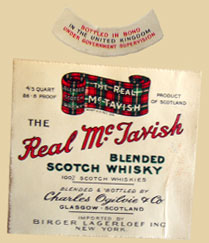 BOTTLED IN BOND
IN THE UNITED KINGDOM
UNDER GOVERNMENT SUPERVISION
4/5 QUART
86·8 PROOF
THE REAL
McTAVISH
PRODUCT
OF SCOTLAND
THE
Real McTavish
BLENDED
SCOTCH WHISKY
100% SCOTCH WHISKIES
BLENDED & BOTTLED BY
Charles Ogilvie & Co
GLASGOW-SCOTLAND
IMPORTED BY
BIRGER LAGERLOEF INC
NEW YORK